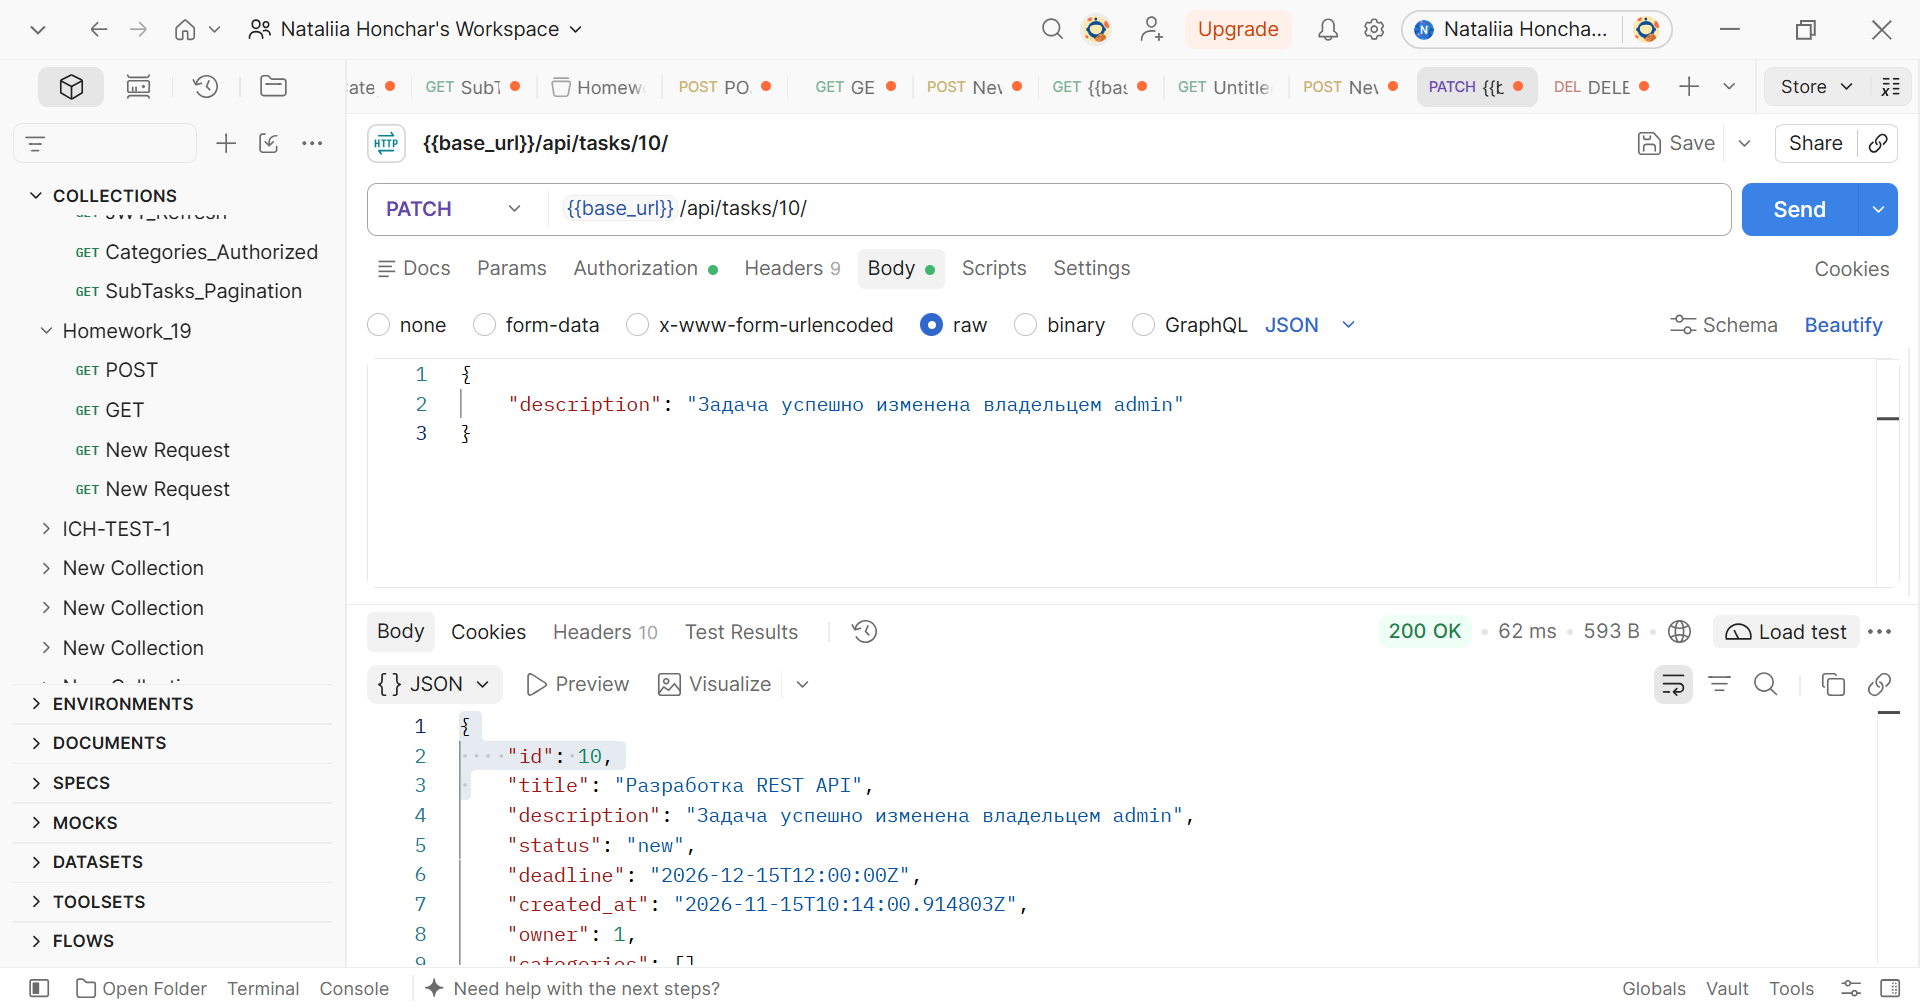 Nataliia Honchar's Workspace
Upgrade
N Nataliia Honcha...
ate
GET SubT
Homew
POST PO
GET GE
POST Nev
GET {{bas
GET Untitle
POST Nev
PATCH {{b
DEL DELE
Store
HTTP {{base_url}}/api/tasks/10/
Save
Share
COLLECTIONS
PATCH
{{base_url}} /api/tasks/10/
Send
GET Categories_Authorized
GET SubTasks_Pagination
Homework_19
GET POST
GET GET
GET New Request
GET New Request
ICH-TEST-1
New Collection
New Collection
New Collection
ENVIRONMENTS
DOCUMENTS
SPECS
MOCKS
DATASETS
TOOLSETS
FLOWS
Docs
Params
Authorization
Headers 9
Body
Scripts
Settings
Cookies
none
form-data
x-www-form-urlencoded
raw
binary
GraphQL
JSON
Schema
Beautify
1 {
2 "description": "Задача успешно изменена владельцем admin"
3 }
Body
Cookies
Headers 10
Test Results
200 OK
62 ms
593 B
Load test
{} JSON
Preview
Visualize
1 {
2 "id": 10,
3 "title": "Разработка REST API",
4 "description": "Задача успешно изменена владельцем admin",
5 "status": "new",
6 "deadline": "2026-12-15T12:00:00Z",
7 "created_at": "2026-11-15T10:14:00.914803Z",
8 "owner": 1,
9 "categories": []
Open Folder
Terminal
Console
Need help with the next steps?
Globals
Vault
Tools